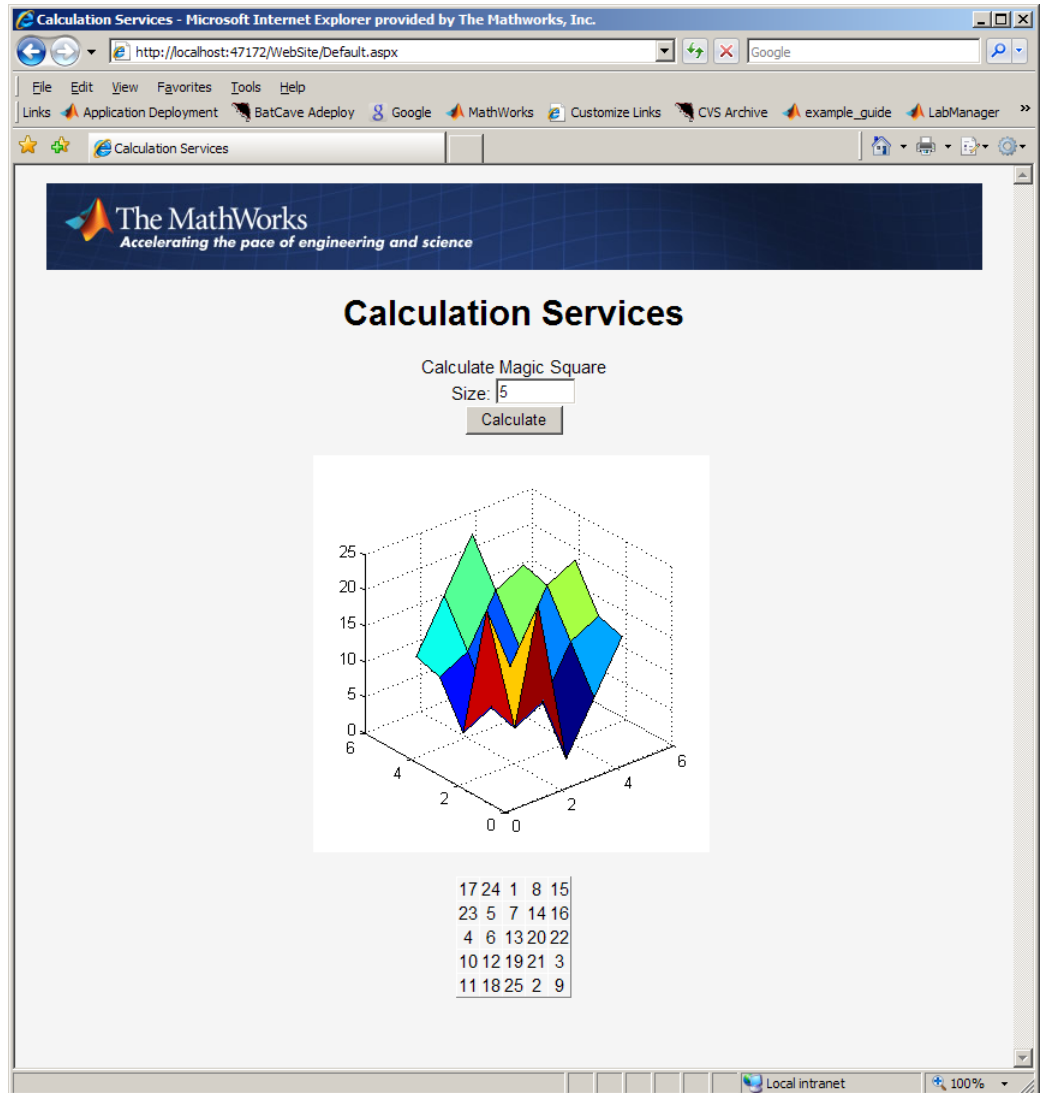 Calculation Services - Microsoft Internet Explorer provided by The Mathworks, Inc.
http://localhost:47172/WebSite/Default.aspx
Google
File Edit View Favorites Tools Help
Links Application Deployment BatCave Adeploy Google MathWorks Customize Links CVS Archive example_guide LabManager »
Calculation Services
The MathWorks
Accelerating the pace of engineering and science
Calculation Services
Calculate Magic Square
Size: 5
Calculate
25
20
15
10
5
0
6
4
2
0
0
2
4
6
17 24 1 8 15
23 5 7 14 16
4 6 13 20 22
10 12 19 21 3
11 18 25 2 9
Local intranet 100%